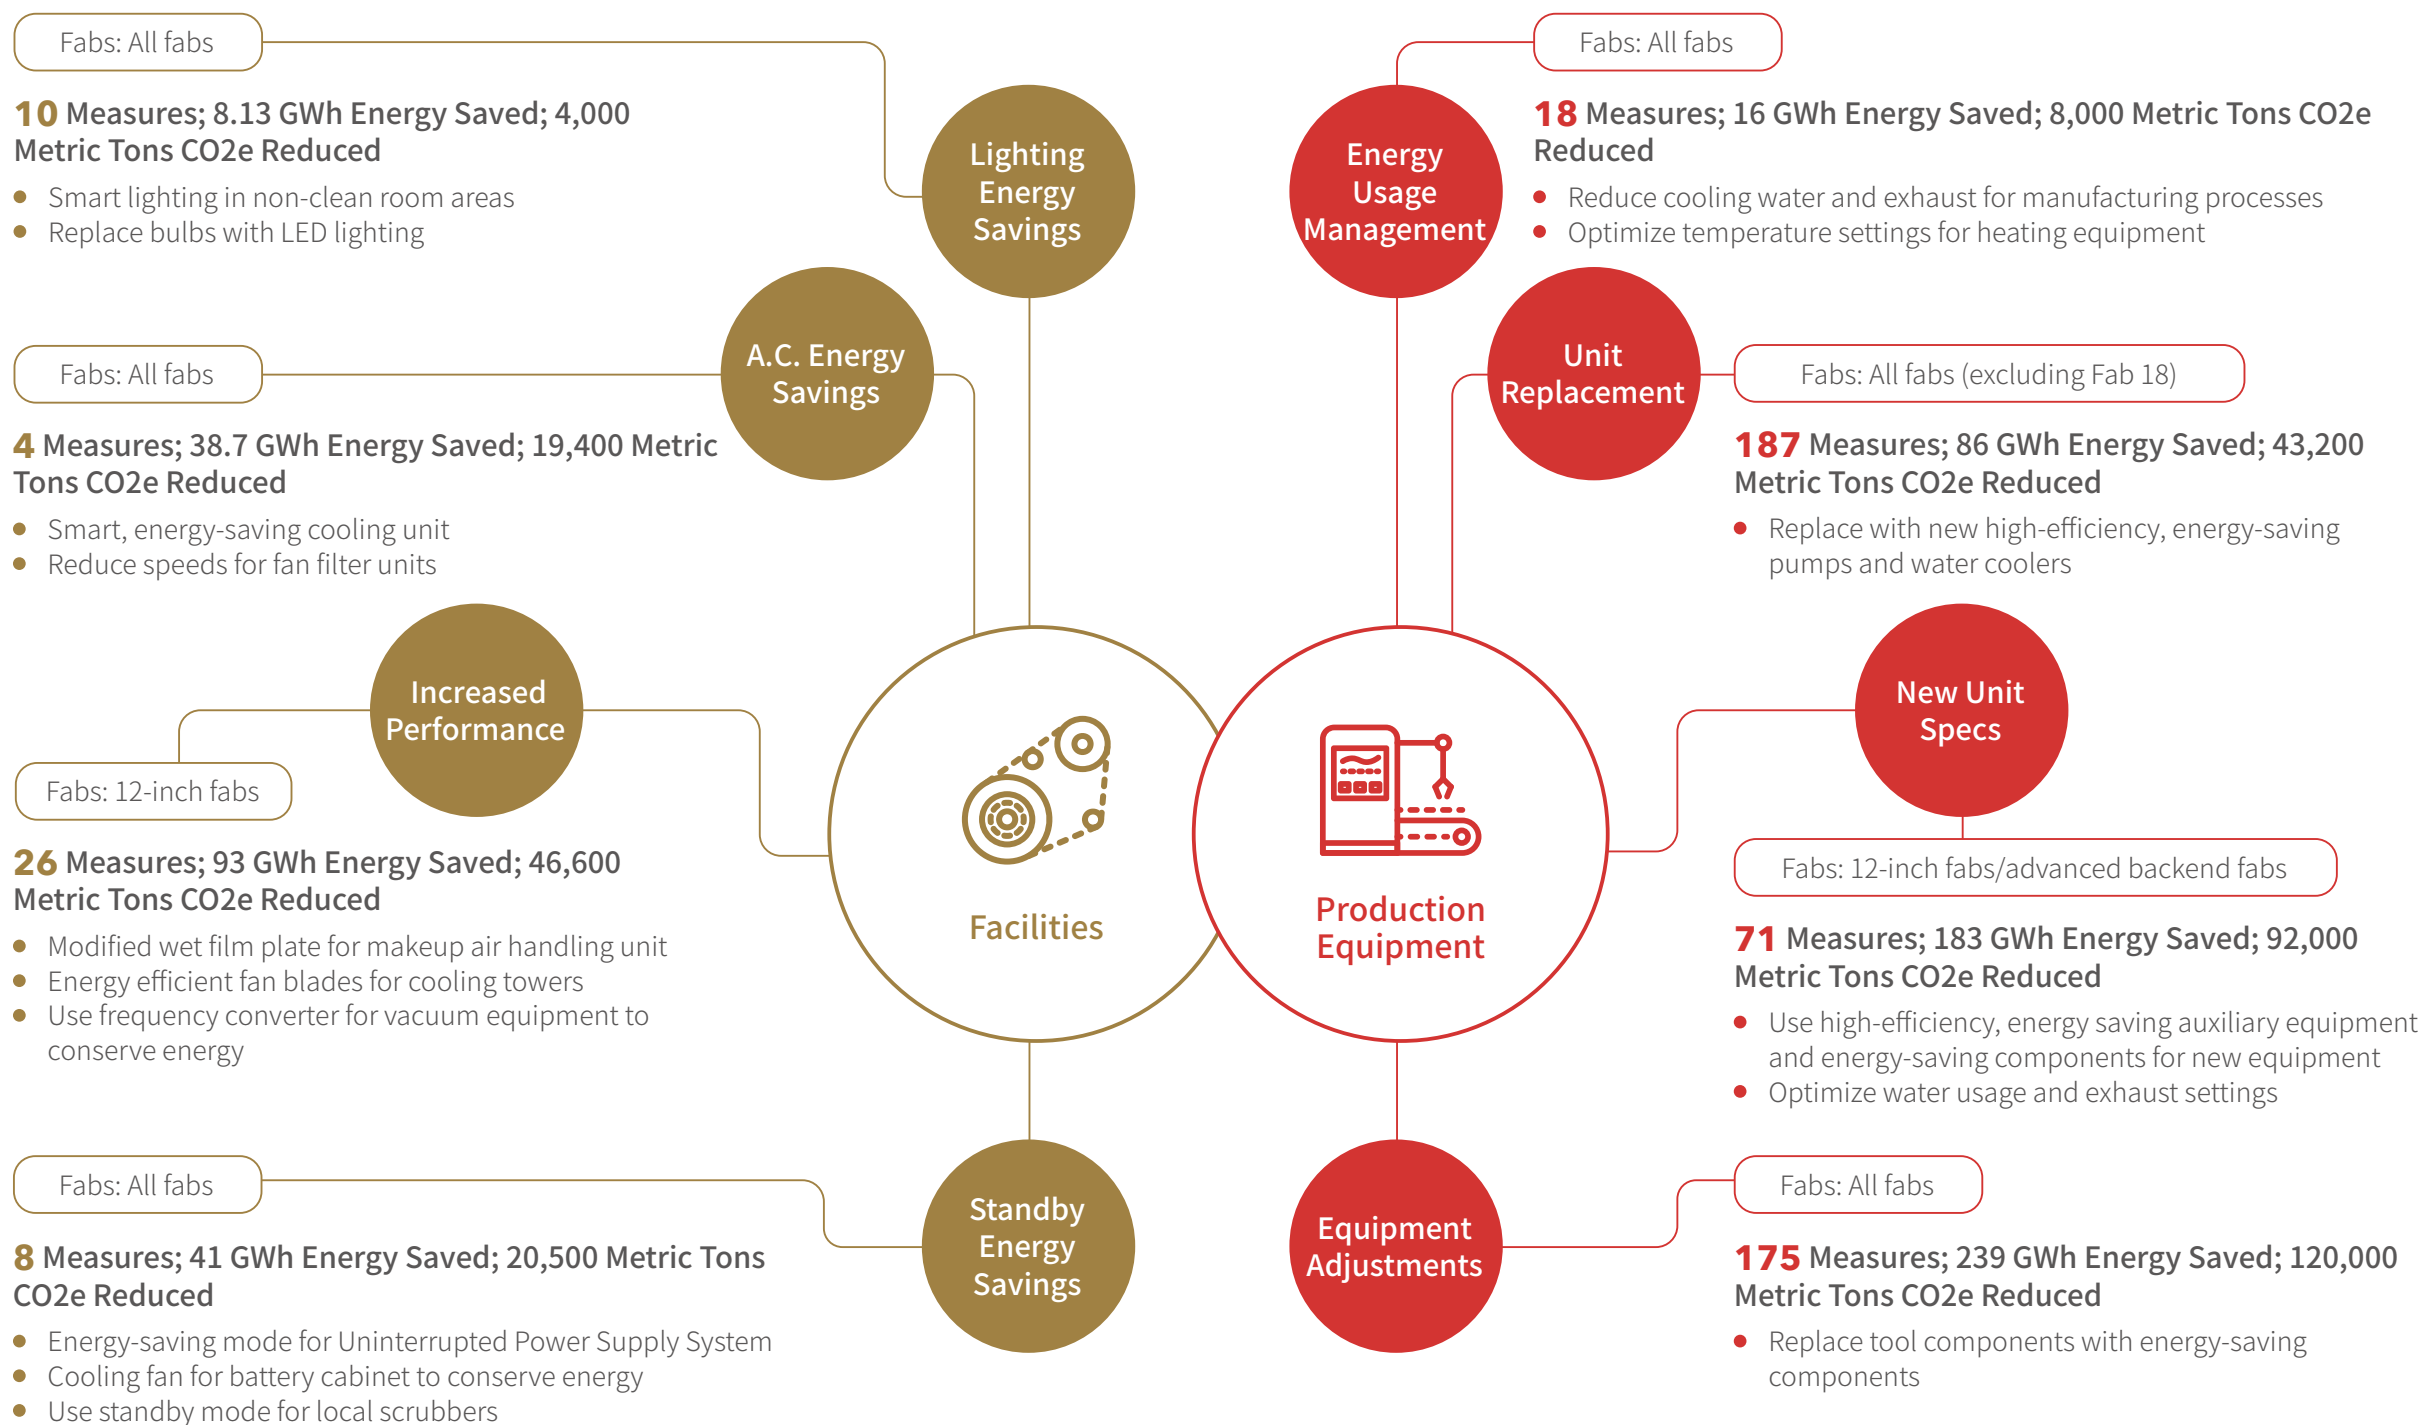 Fabs: All fabs
10 Measures; 8.13 GWh Energy Saved; 4,000
Metric Tons CO2e Reduced
Smart lighting in non-clean room areas
Replace bulbs with LED lighting
Lighting
Energy
Savings
Fabs: All fabs
4 Measures; 38.7 GWh Energy Saved; 19,400 Metric
Tons CO2e Reduced
Smart, energy-saving cooling unit
Reduce speeds for fan filter units
A.C. Energy
Savings
Increased
Performance
Fabs: 12-inch fabs
26 Measures; 93 GWh Energy Saved; 46,600
Metric Tons CO2e Reduced
Modified wet film plate for makeup air handling unit
Energy efficient fan blades for cooling towers
Use frequency converter for vacuum equipment to
conserve energy
Facilities
Fabs: All fabs
8 Measures; 41 GWh Energy Saved; 20,500 Metric Tons
CO2e Reduced
Energy-saving mode for Uninterrupted Power Supply System
Cooling fan for battery cabinet to conserve energy
Use standby mode for local scrubbers
Standby
Energy
Savings
Energy
Usage
Management
Fabs: All fabs
18 Measures; 16 GWh Energy Saved; 8,000 Metric Tons CO2e
Reduced
Reduce cooling water and exhaust for manufacturing processes
Optimize temperature settings for heating equipment
Unit
Replacement
Fabs: All fabs (excluding Fab 18)
187 Measures; 86 GWh Energy Saved; 43,200
Metric Tons CO2e Reduced
Replace with new high-efficiency, energy-saving
pumps and water coolers
New Unit
Specs
Production
Equipment
Fabs: 12-inch fabs/advanced backend fabs
71 Measures; 183 GWh Energy Saved; 92,000
Metric Tons CO2e Reduced
Use high-efficiency, energy saving auxiliary equipment
and energy-saving components for new equipment
Optimize water usage and exhaust settings
Equipment
Adjustments
Fabs: All fabs
175 Measures; 239 GWh Energy Saved; 120,000
Metric Tons CO2e Reduced
Replace tool components with energy-saving
components